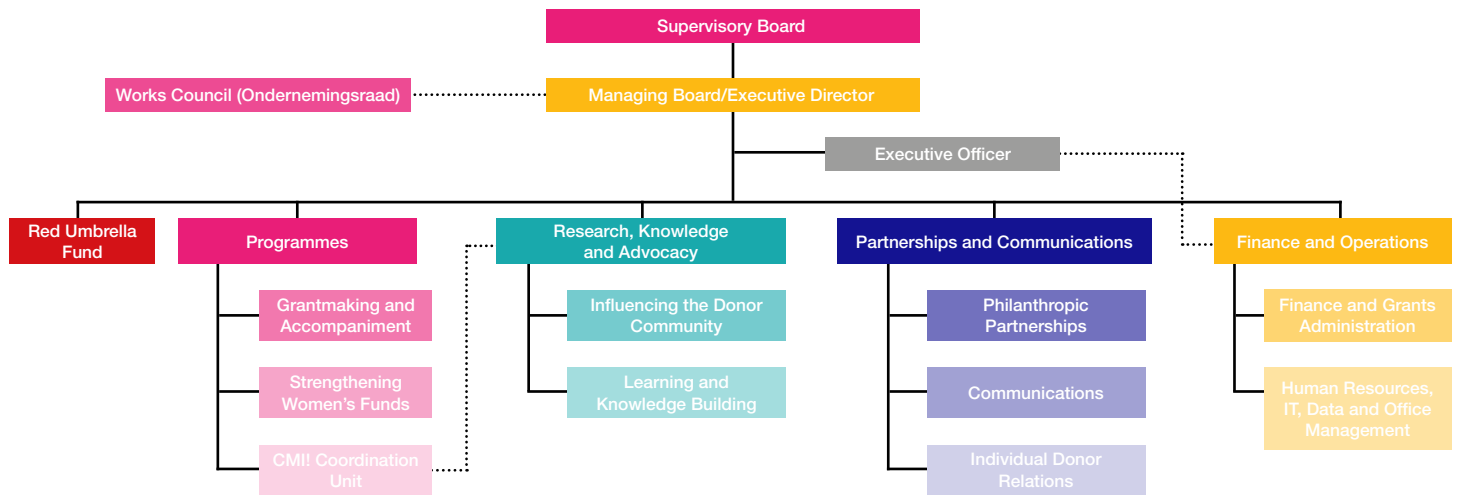 Supervisory Board
Works Council (Ondernemingsraad)
Managing Board/Executive Director
Executive Officer
Red Umbrella
Fund
Programmes
Research, Knowledge
and Advocacy
Partnerships and Communications
Finance and Operations
Grantmaking and
Accompaniment
Strengthening
Women’s Funds
CMI! Coordination
Unit
Influencing the Donor
Community
Learning and
Knowledge Building
Philanthropic
Partnerships
Communications
Individual Donor
Relations
Finance and Grants
Administration
Human Resources,
IT, Data and Office
Management